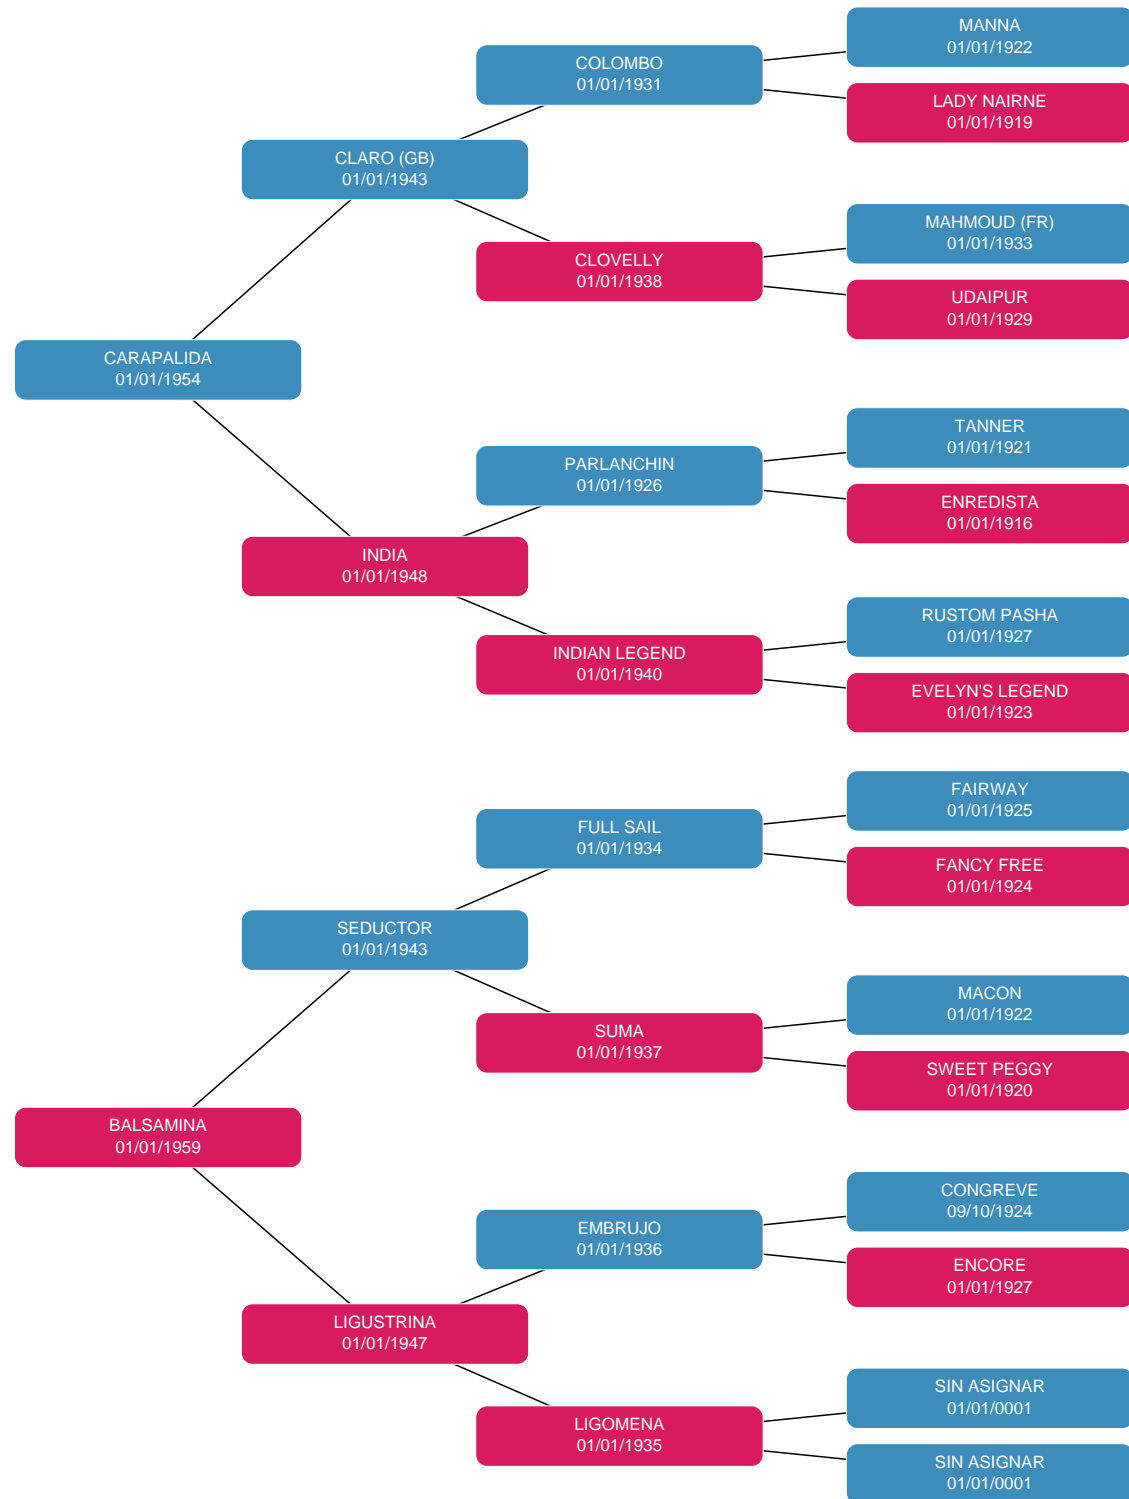 MANNA
01/01/1922
COLOMBO
01/01/1931
LADY NAIRNE
01/01/1919
CLARO (GB)
01/01/1943
MAHMOUD (FR)
01/01/1933
CLOVELLY
01/01/1938
UDAIPUR
01/01/1929
CARAPALIDA
01/01/1954
TANNER
01/01/1921
PARLANCHIN
01/01/1926
ENREDISTA
01/01/1916
INDIA
01/01/1948
RUSTOM PASHA
01/01/1927
INDIAN LEGEND
01/01/1940
EVELYN'S LEGEND
01/01/1923
FAIRWAY
01/01/1925
FULL SAIL
01/01/1934
FANCY FREE
01/01/1924
SEDUCTOR
01/01/1943
MACON
01/01/1922
SUMA
01/01/1937
SWEET PEGGY
01/01/1920
BALSAMINA
01/01/1959
CONGREVE
09/10/1924
EMBRUJO
01/01/1936
ENCORE
01/01/1927
LIGUSTRINA
01/01/1947
SIN ASIGNAR
01/01/0001
LIGOMENA
01/01/1935
SIN ASIGNAR
01/01/0001